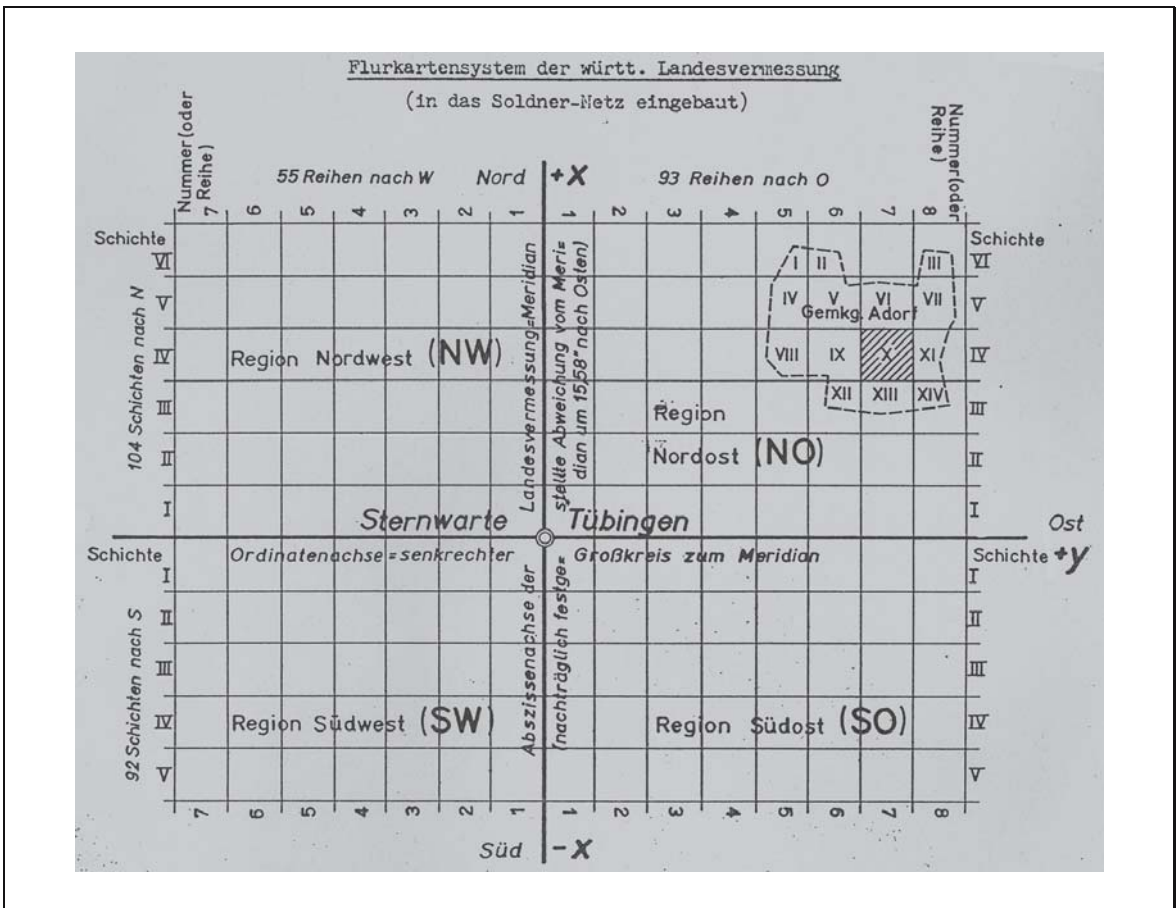 Flurkartensystem der württ. Landesvermessung
(in das Soldner-Netz eingebaut)
Nummer (oder
Reihe)
Nummer (oder
Reihe)
55 Reihen nach W Nord +X 93 Reihen nach O
7 6 5 4 3 2 1 1 2 3 4 5 6 7 8
Schichte Schichte
VI I II III VI
V IV V VI VII V
Gemkg. Adorf
IV Region Nordwest (NW) VIII IX X XI IV
III XII XIII XIV III
Region
II Nordost (NO) II
I I
104 Schichten nach N
Landesvermessung=Meridian
stellte Abweichung vom Meri=
dian um 15,58" nach Osten)
Sternwarte Tübingen
Ost
+y
Schichte Ordinatenachse=senkrechter Großkreis zum Meridian Schichte
I I
II II
III III
IV Region Südwest (SW) Region Südost (SO) IV
V V
92 Schichten nach S
Abszissenachse der
(nachträglich festge=
7 6 5 4 3 2 1 1 2 3 4 5 6 7 8
Süd -X